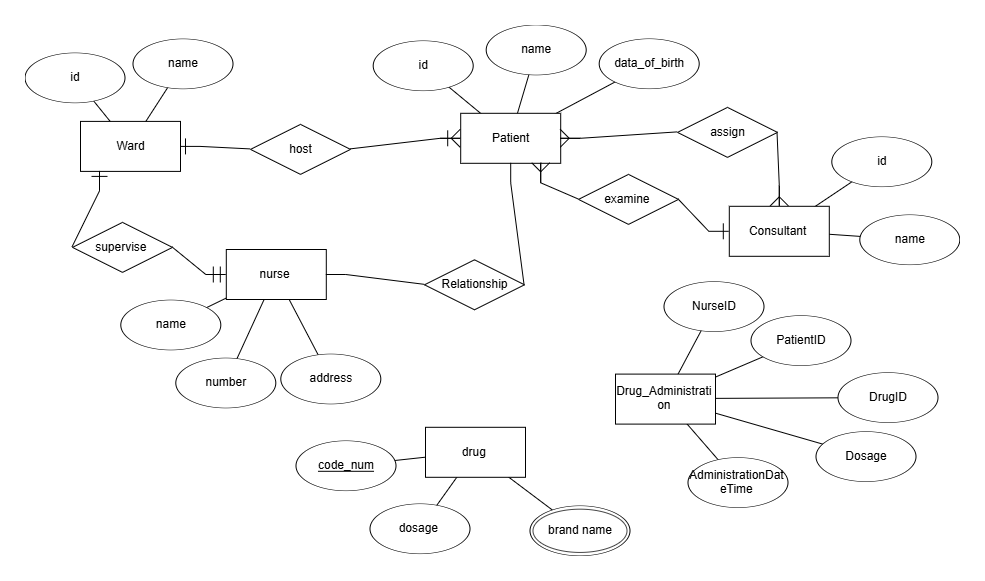 id
name
Ward
host
id
name
data_of_birth
Patient
assign
examine
id
Consultant
name
supervise
nurse
Relationship
name
number
address
NurseID
PatientID
Drug_Administrati
on
DrugID
Dosage
AdministrationDat
eTime
drug
code_num
dosage
brand name